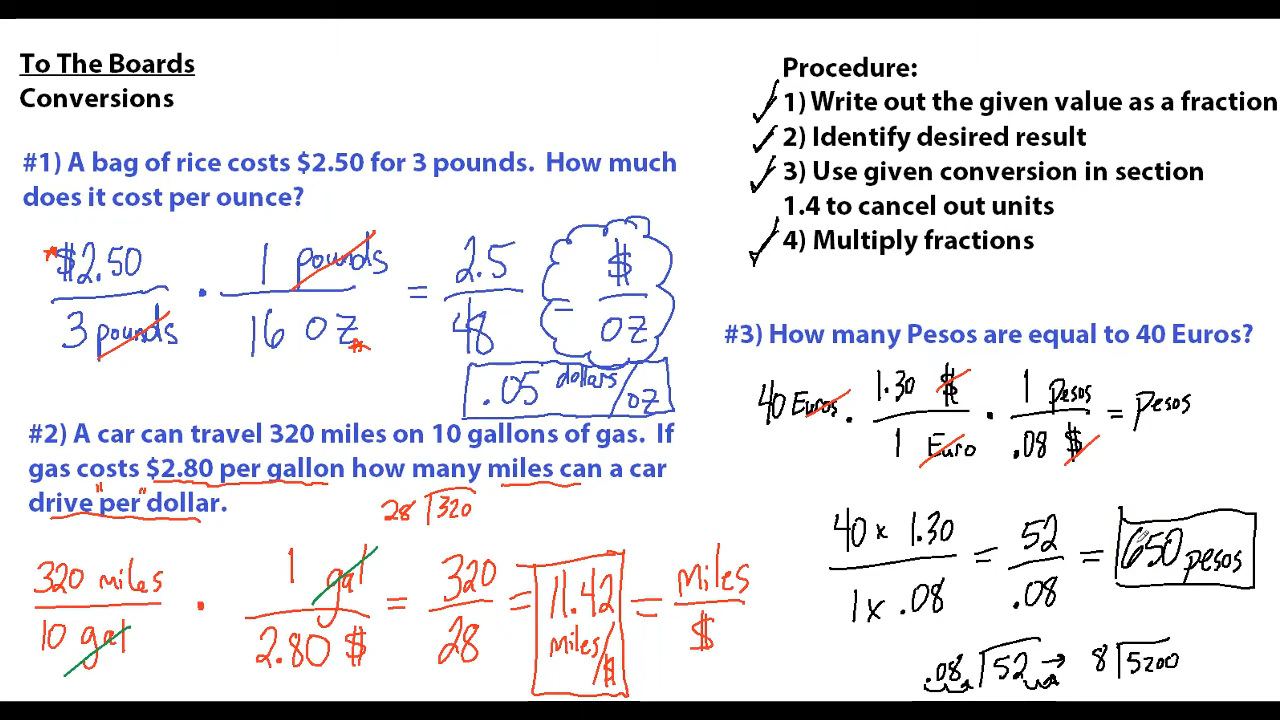 To The Boards
Conversions
#1) A bag of rice costs $2.50 for 3 pounds. How much
does it cost per ounce?
*$2.50 / 3 pounds · 1 pounds / 16 oz* = 2.5 / 48 = $ / oz
.05 dollars/oz
#2) A car can travel 320 miles on 10 gallons of gas. If
gas costs $2.80 per gallon how many miles can a car
drive "per" dollar.
28 ⟌320
320 miles / 10 gal · 1 gal / 2.80 $ = 320 / 28 = 11.42 miles/$ = miles / $
Procedure:
1) Write out the given value as a fraction
2) Identify desired result
3) Use given conversion in section
1.4 to cancel out units
4) Multiply fractions
#3) How many Pesos are equal to 40 Euros?
40 Euros · 1.30 $ / 1 Euro · 1 pesos / .08 $ = pesos
40 x 1.30 / 1 x .08 = 52 / .08 = 650 pesos
.08 ⟌52 → 8 ⟌5200